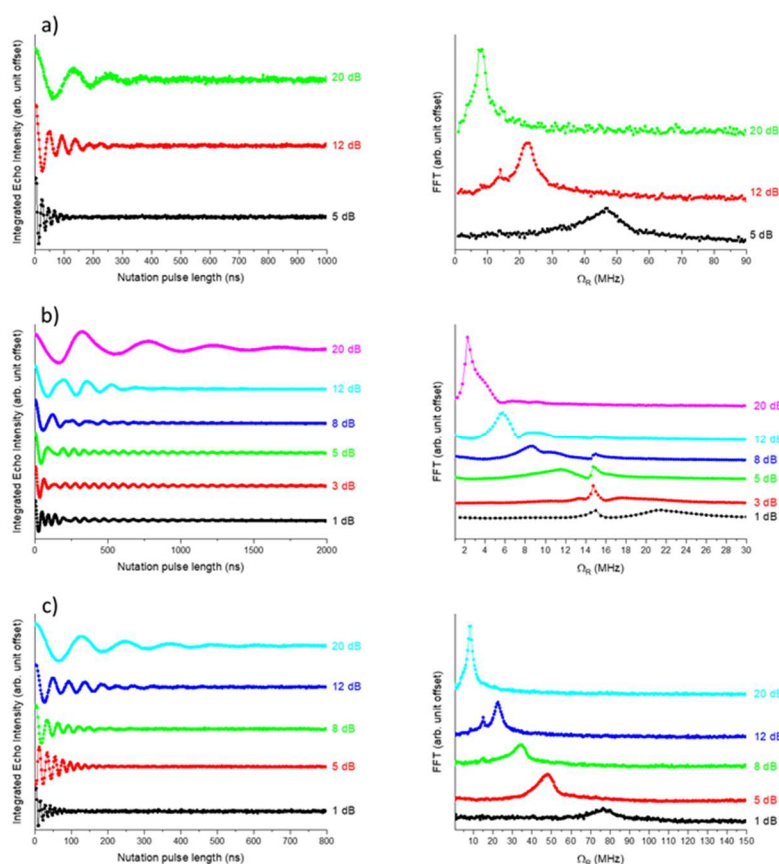 a)
Integrated Echo Intensity (arb. unit offset)
20 dB
12 dB
5 dB
0 100 200 300 400 500 600 700 800 900 1000
Nutation pulse length (ns)
FFT (arb. unit offset)
20 dB
12 dB
5 dB
0 10 20 30 40 50 60 70 80 90
Ω_R (MHz)
b)
Integrated Echo Intensity (arb. unit offset)
20 dB
12 dB
8 dB
5 dB
3 dB
1 dB
0 250 500 750 1000 1250 1500 1750 2000
Nutation pulse length (ns)
FFT (arb. unit offset)
20 dB
12 dB
8 dB
5 dB
3 dB
1 dB
2 4 6 8 10 12 14 16 18 20 22 24 26 28 30
Ω_R (MHz)
c)
Integrated Echo Intensity (arb. unit offset)
20 dB
12 dB
8 dB
5 dB
1 dB
0 100 200 300 400 500 600 700 800
Nutation pulse length (ns)
FFT (arb. unit offset)
20 dB
12 dB
8 dB
5 dB
1 dB
10 20 30 40 50 60 70 80 90 100 110 120 130 140 150
Ω_R (MHz)